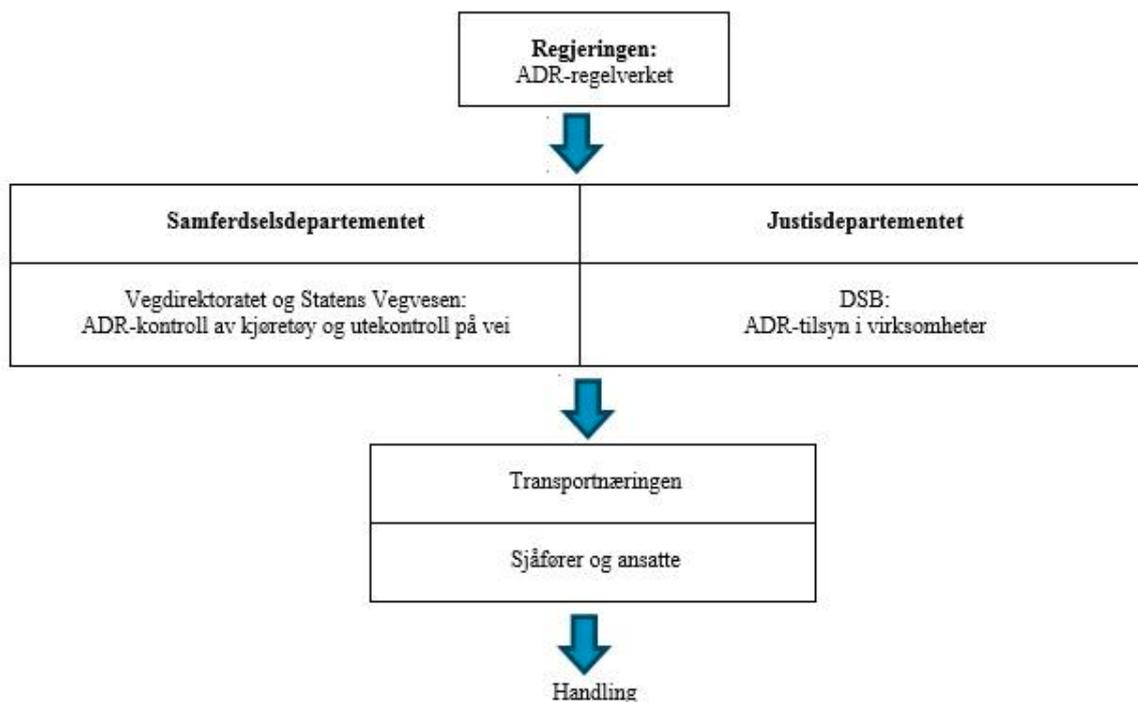 Regjeringen:
ADR-regelverket
Samferdselsdepartementet
Justisdepartementet
Vegdirektoratet og Statens Vegvesen:
ADR-kontroll av kjøretøy og utekontroll på vei
DSB:
ADR-tilsyn i virksomheter
Transportnæringen
Sjåfører og ansatte
Handling